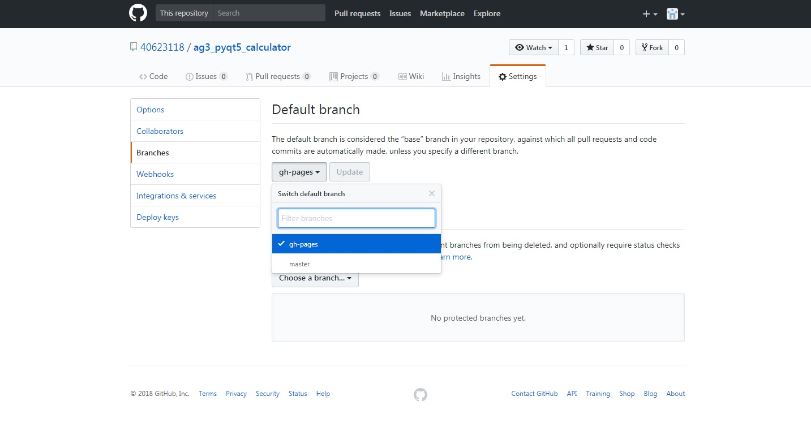 This repository Search Pull requests Issues Marketplace Explore
40623118 / ag3_pyqt5_calculator Watch 1 Star 0 Fork 0
Code Issues 0 Pull requests 0 Projects 0 Wiki Insights Settings
Options
Collaborators
Branches
Webhooks
Integrations & services
Deploy keys
Default branch
The default branch is considered the “base” branch in your repository, against which all pull requests and code
commits are automatically made, unless you specify a different branch.
gh-pages Update
Switch default branch
Filter branches
gh-pages
master
branches from being deleted, and optionally require status checks
more.
Choose a branch...
No protected branches yet.
© 2018 GitHub, Inc. Terms Privacy Security Status Help Contact GitHub API Training Shop Blog About